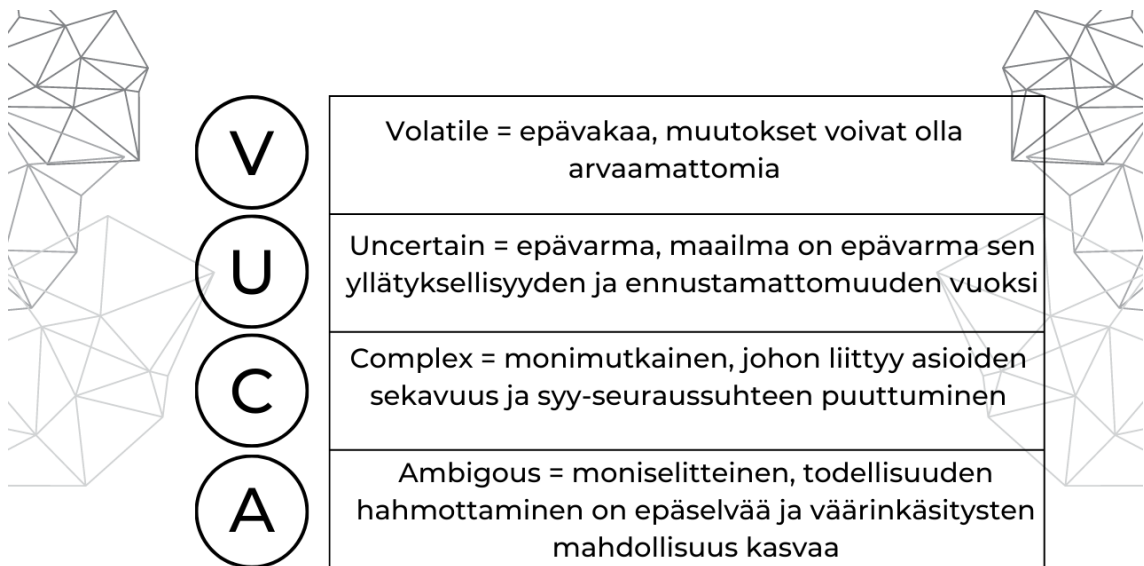 V
Volatile = epävakaa, muutokset voivat olla
arvaamattomia
U
Uncertain = epävarma, maailma on epävarma sen
yllätyksellisyyden ja ennustamattomuuden vuoksi
C
Complex = monimutkainen, johon liittyy asioiden
sekavuus ja syy-seuraussuhteen puuttuminen
A
Ambigous = moniselitteinen, todellisuuden
hahmottaminen on epäselvää ja väärinkäsitysten
mahdollisuus kasvaa